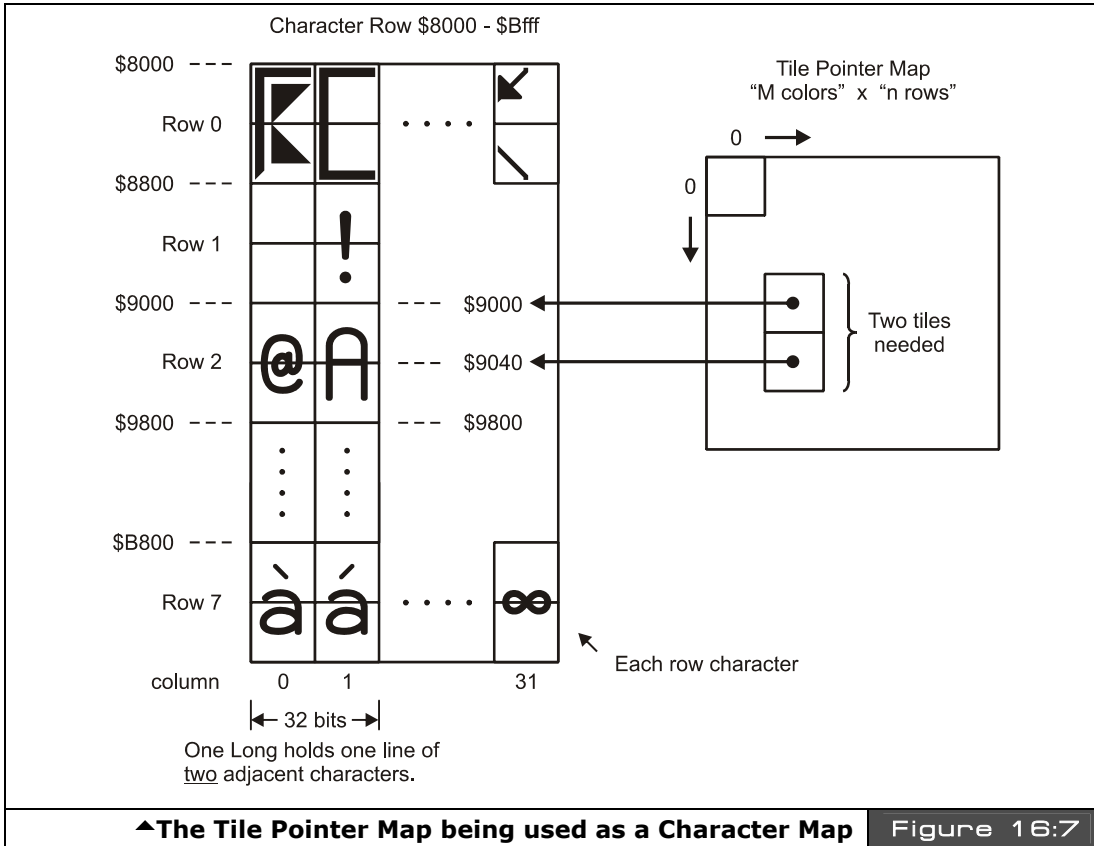 Character Row $8000 - $Bfff
$8000
Row 0
$8800
Row 1
!
$9000
$9000
Row 2
@ A
$9040
$9800
$9800
$B800
Row 7
à á ∞
Each row character
column 0 1 31
32 bits
One Long holds one line of
two adjacent characters.
Tile Pointer Map
“M colors” x “n rows”
0
0
Two tiles
needed
The Tile Pointer Map being used as a Character Map
Figure 16:7